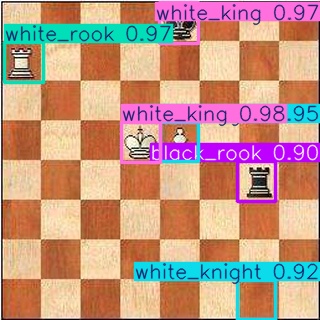 white_king 0.97
white_rook 0.97
white_king 0.98
.95
black_rook 0.90
white_knight 0.92